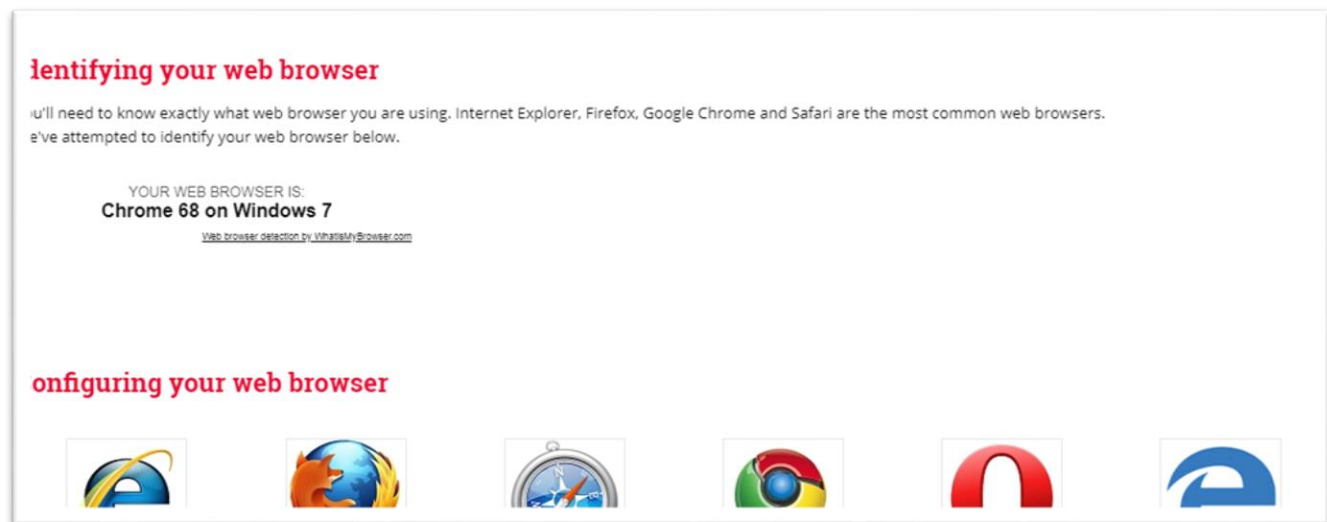 dentifying your web browser
u'll need to know exactly what web browser you are using. Internet Explorer, Firefox, Google Chrome and Safari are the most common web browsers.
e've attempted to identify your web browser below.
YOUR WEB BROWSER IS:
Chrome 68 on Windows 7
Web browser detection by WhatIsMyBrowser.com
onfiguring your web browser